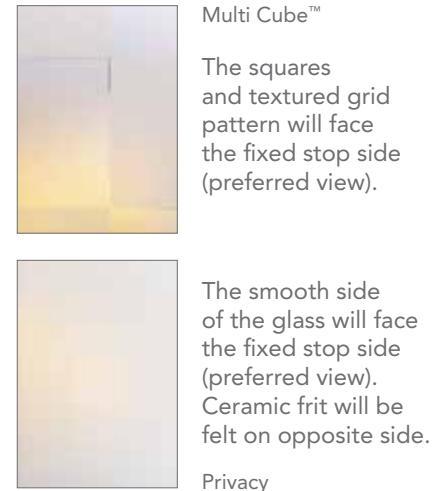 Multi Cube™
The squares
and textured grid
pattern will face
the fixed stop side
(preferred view).
The smooth side
of the glass will face
the fixed stop side
(preferred view).
Ceramic frit will be
felt on opposite side.
Privacy